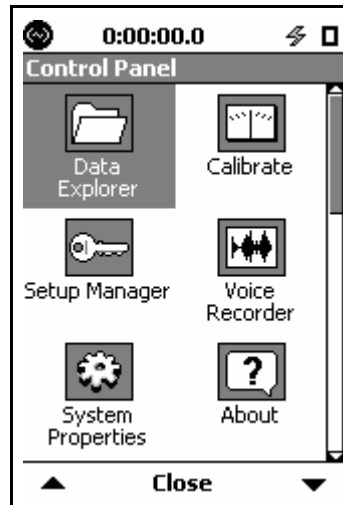 0:00:00.0
Control Panel
Data
Explorer
Calibrate
Setup Manager
Voice
Recorder
System
Properties
?
About
Close